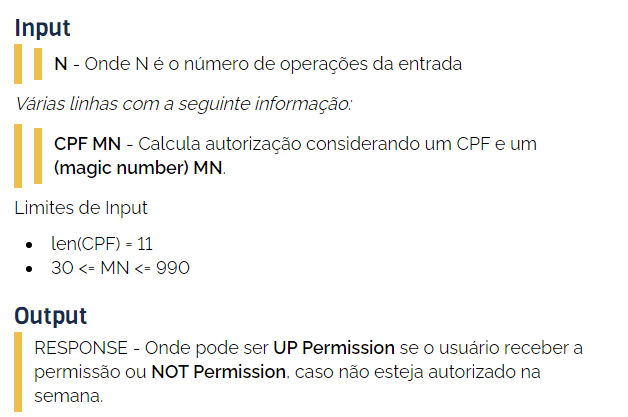 Input
N - Onde N é o número de operações da entrada
Várias linhas com a seguinte informação:
CPF MN - Calcula autorização considerando um CPF e um
(magic number) MN.
Limites de Input
• len(CPF) = 11
• 30 <= MN <= 990
Output
RESPONSE - Onde pode ser UP Permission se o usuário receber a
permissão ou NOT Permission, caso não esteja autorizado na
semana.